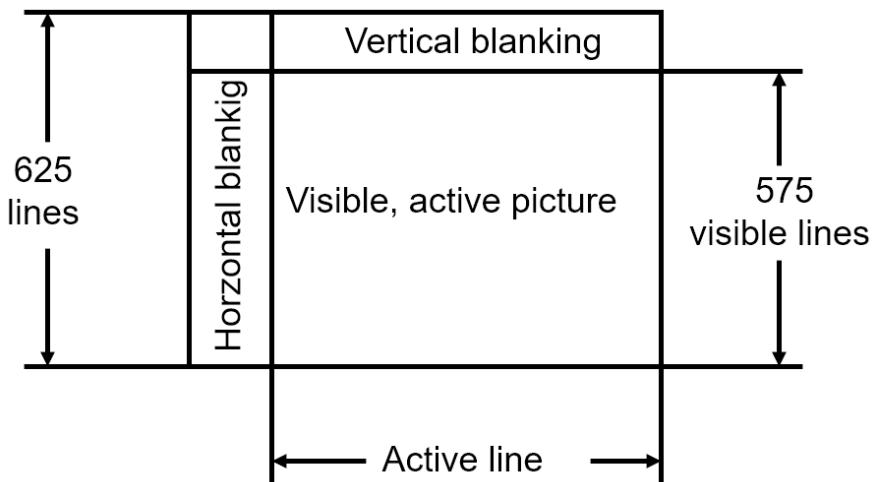 Vertical blanking
Horzontal blankig
625
lines
Visible, active picture
575
visible lines
Active line